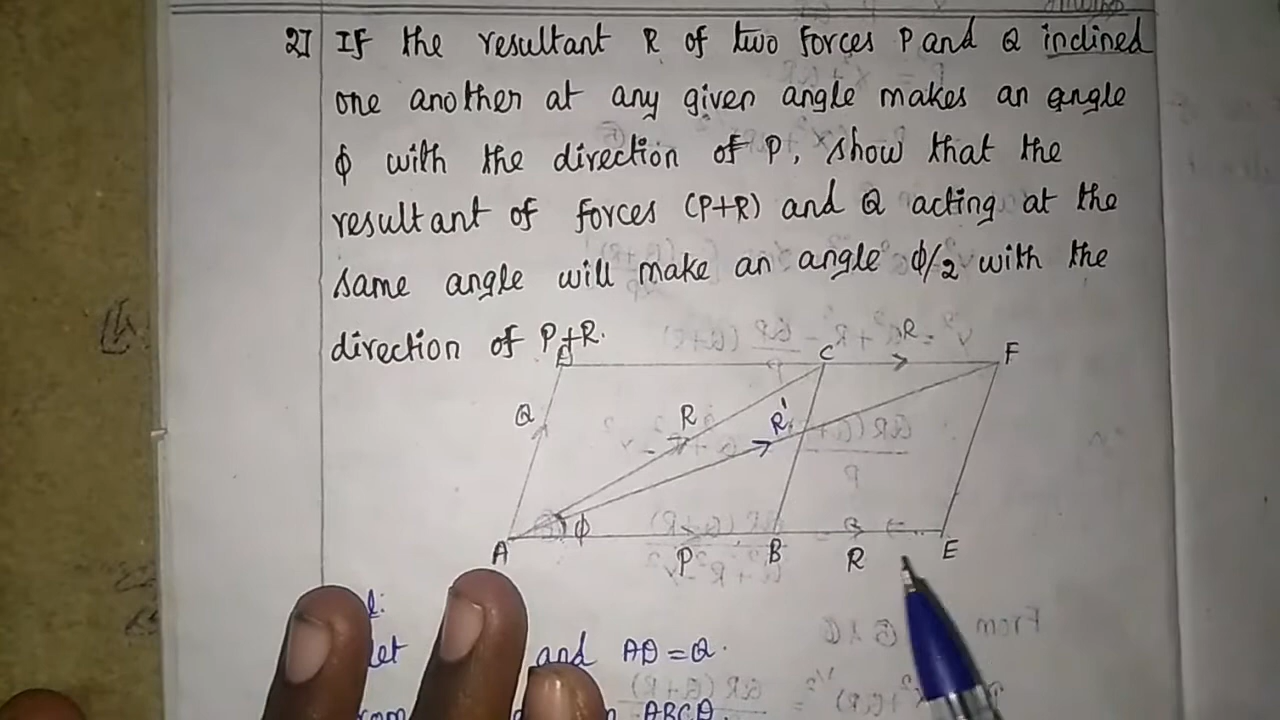 2] If the resultant R of two forces P and Q inclined
one another at any given angle makes an angle
φ with the direction of P, show that the
resultant of forces (P+R) and Q acting at the
same angle will make an angle φ/2 with the
direction of P+R.
C R F
Q R R'
A φ P B R E
let and AD = Q.
ABCD.